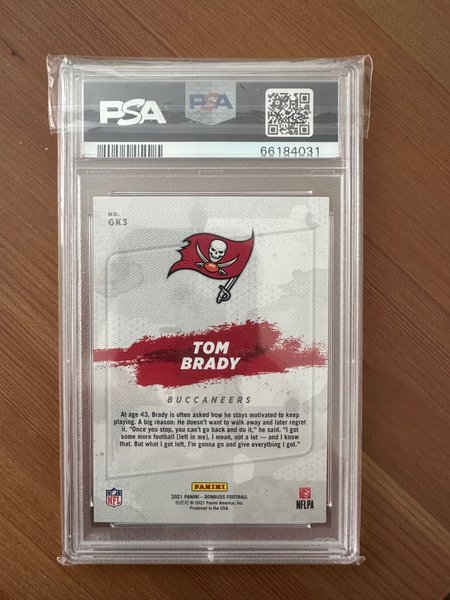 PSA
PSA
66184031
NO.
GK3
TOM
BRADY
BUCCANEERS
At age 43, Brady is often asked how he stays motivated to keep
playing. A big reason: He doesn't want to walk away and later regret
it. "Once you stop, you can't go back and do it," he said. "I got
some more football [left in me]. I mean, not a lot — and I know
that. But what I got left, I'm gonna go and give everything I got."
PANINI
2021 PANINI – DONRUSS FOOTBALL
© 2021 Panini America, Inc.
Produced in the USA.
NFL
NFLPA